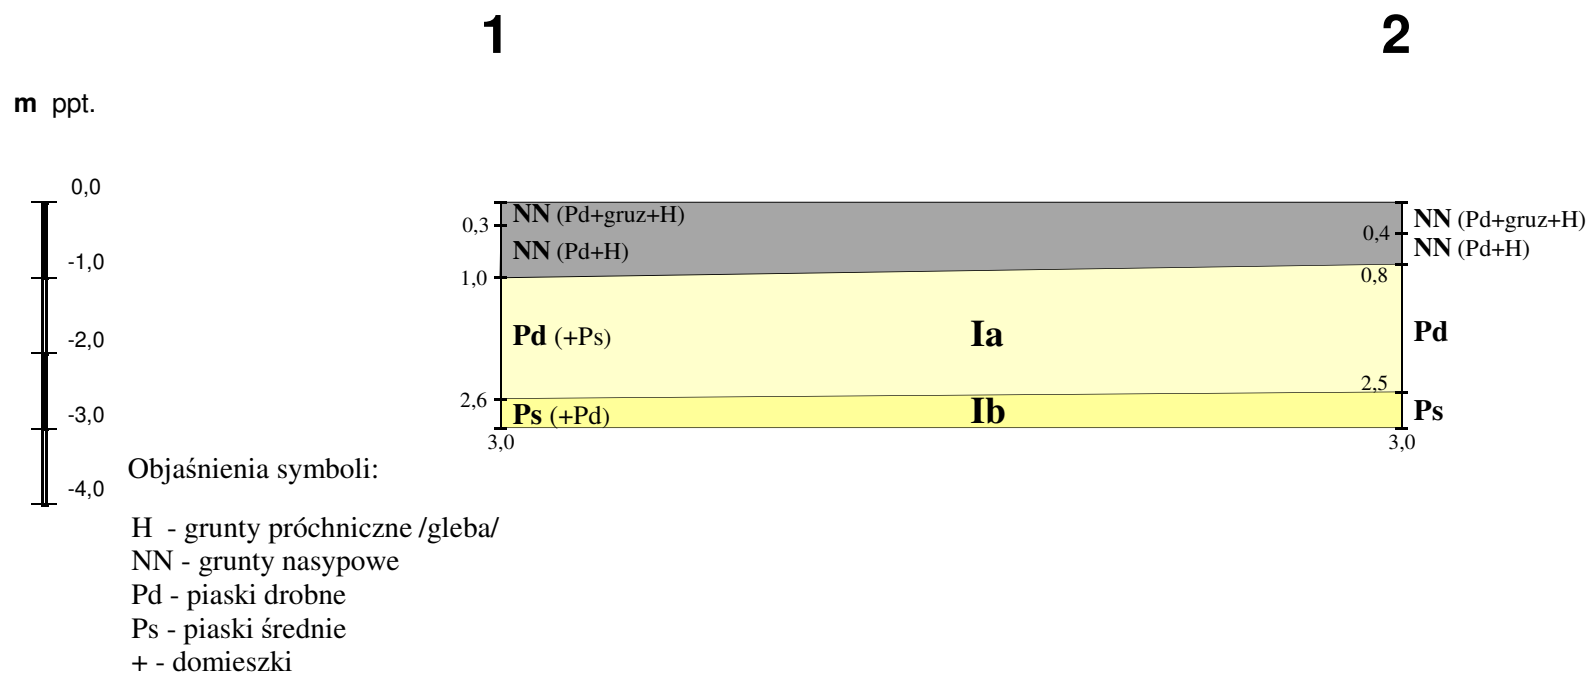 1 2
m ppt.
0,0
-1,0
-2,0
-3,0
-4,0
0,3 NN (Pd+gruz+H)
NN (Pd+H)
1,0
Pd (+Ps)
2,6
Ps (+Pd)
3,0
Ia
Ib
0,4 NN (Pd+gruz+H)
NN (Pd+H)
0,8
Pd
2,5
Ps
3,0
Objaśnienia symboli:
H - grunty próchniczne /gleba/
NN - grunty nasypowe
Pd - piaski drobne
Ps - piaski średnie
+ - domieszki